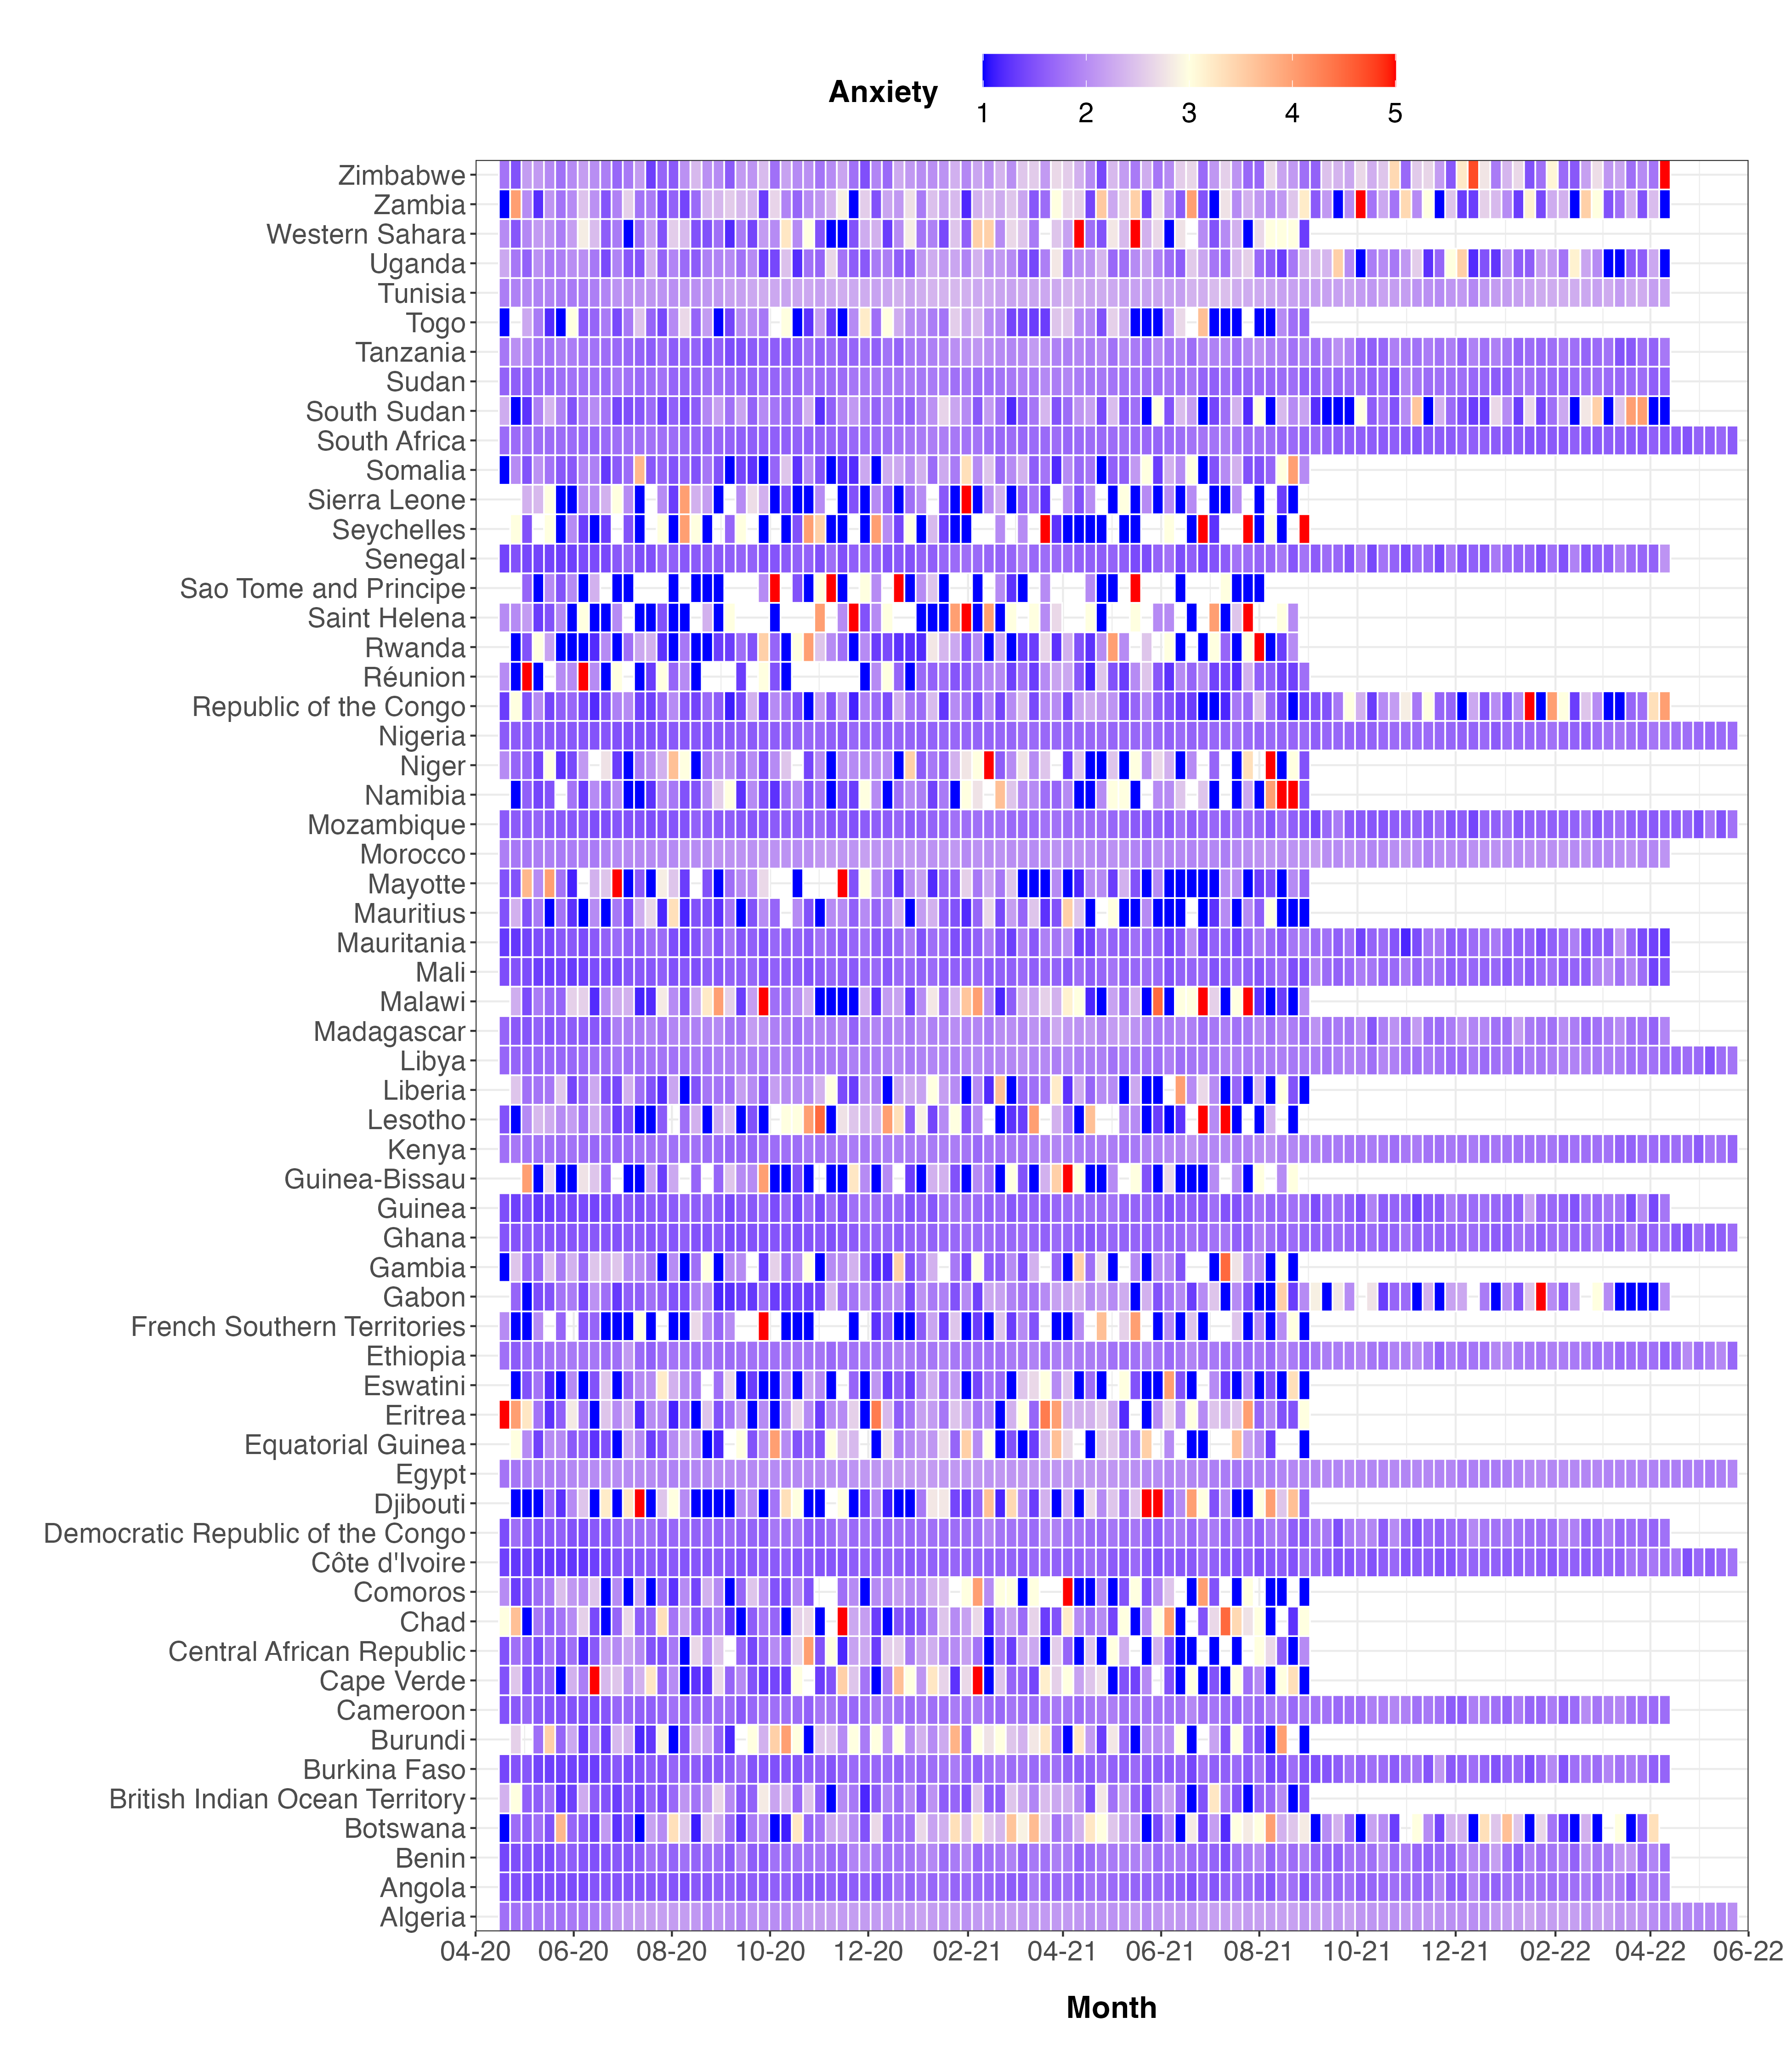 Anxiety
1 2 3 4 5
Zimbabwe
Zambia
Western Sahara
Uganda
Tunisia
Togo
Tanzania
Sudan
South Sudan
South Africa
Somalia
Sierra Leone
Seychelles
Senegal
Sao Tome and Principe
Saint Helena
Rwanda
Réunion
Republic of the Congo
Nigeria
Niger
Namibia
Mozambique
Morocco
Mayotte
Mauritius
Mauritania
Mali
Malawi
Madagascar
Libya
Liberia
Lesotho
Kenya
Guinea-Bissau
Guinea
Ghana
Gambia
Gabon
French Southern Territories
Ethiopia
Eswatini
Eritrea
Equatorial Guinea
Egypt
Djibouti
Democratic Republic of the Congo
Côte d'Ivoire
Comoros
Chad
Central African Republic
Cape Verde
Cameroon
Burundi
Burkina Faso
British Indian Ocean Territory
Botswana
Benin
Angola
Algeria
04-20 06-20 08-20 10-20 12-20 02-21 04-21 06-21 08-21 10-21 12-21 02-22 04-22 06-22
Month